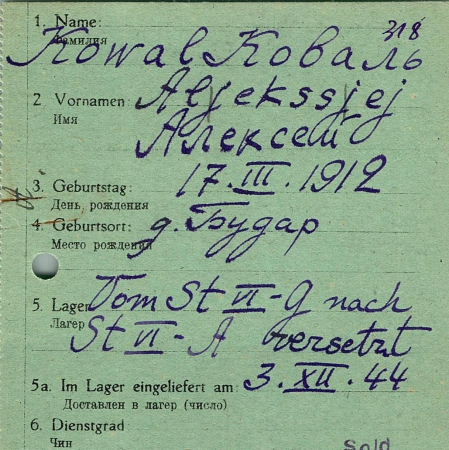 318
1. Name: Kowal Коваль
Фамилия
2 Vornamen: Aljekssjej
Имя Алексей
3. Geburtstag: 17. III. 1912
День рождения
4. Geburtsort: д. Будар
Место рождения
5. Lager Vom St VI-G nach
Лагер St VI-A versetzt
5a. Im Lager eingeliefert am: 3. XII. 44
Доставлен в лагер (число)
6. Dienstgrad
Чин
Sold